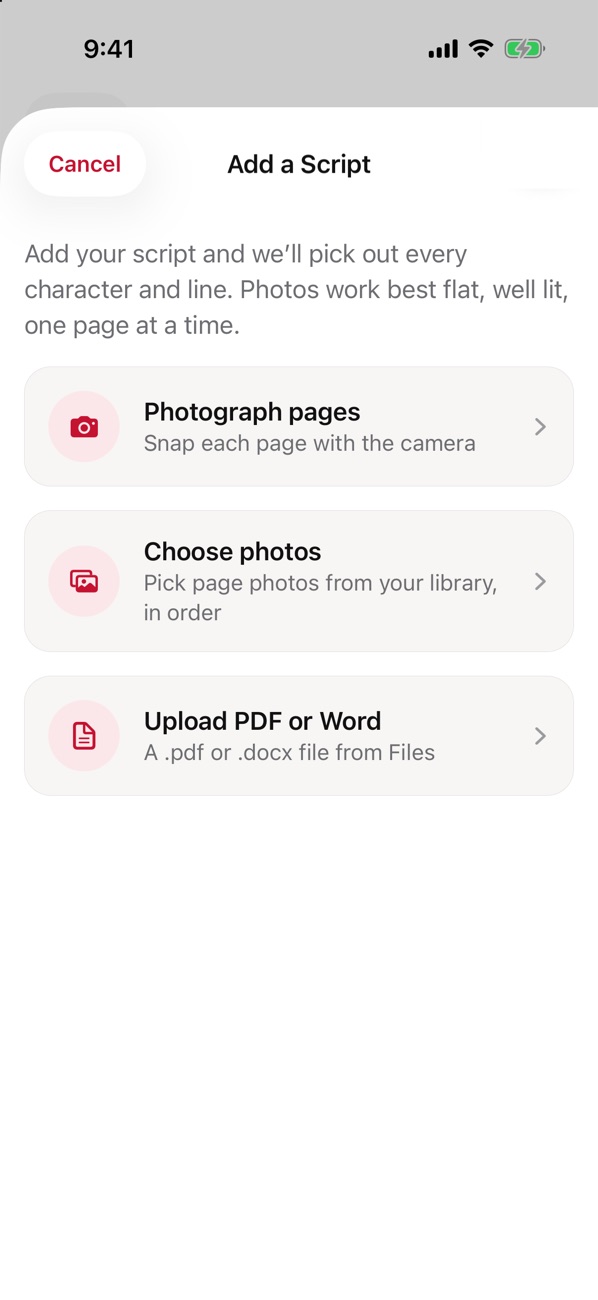 9:41
Cancel
Add a Script
Add your script and we’ll pick out every
character and line. Photos work best flat, well lit,
one page at a time.
Photograph pages
Snap each page with the camera
Choose photos
Pick page photos from your library,
in order
Upload PDF or Word
A .pdf or .docx file from Files